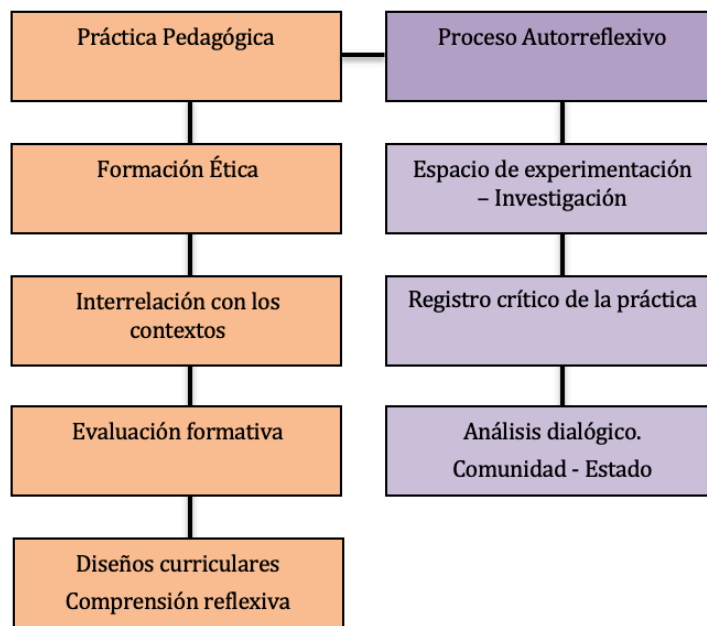 Práctica Pedagógica
Proceso Autorreflexivo
Formación Ética
Espacio de experimentación
– Investigación
Interrelación con los
contextos
Registro crítico de la práctica
Evaluación formativa
Análisis dialógico.
Comunidad - Estado
Diseños curriculares
Comprensión reflexiva